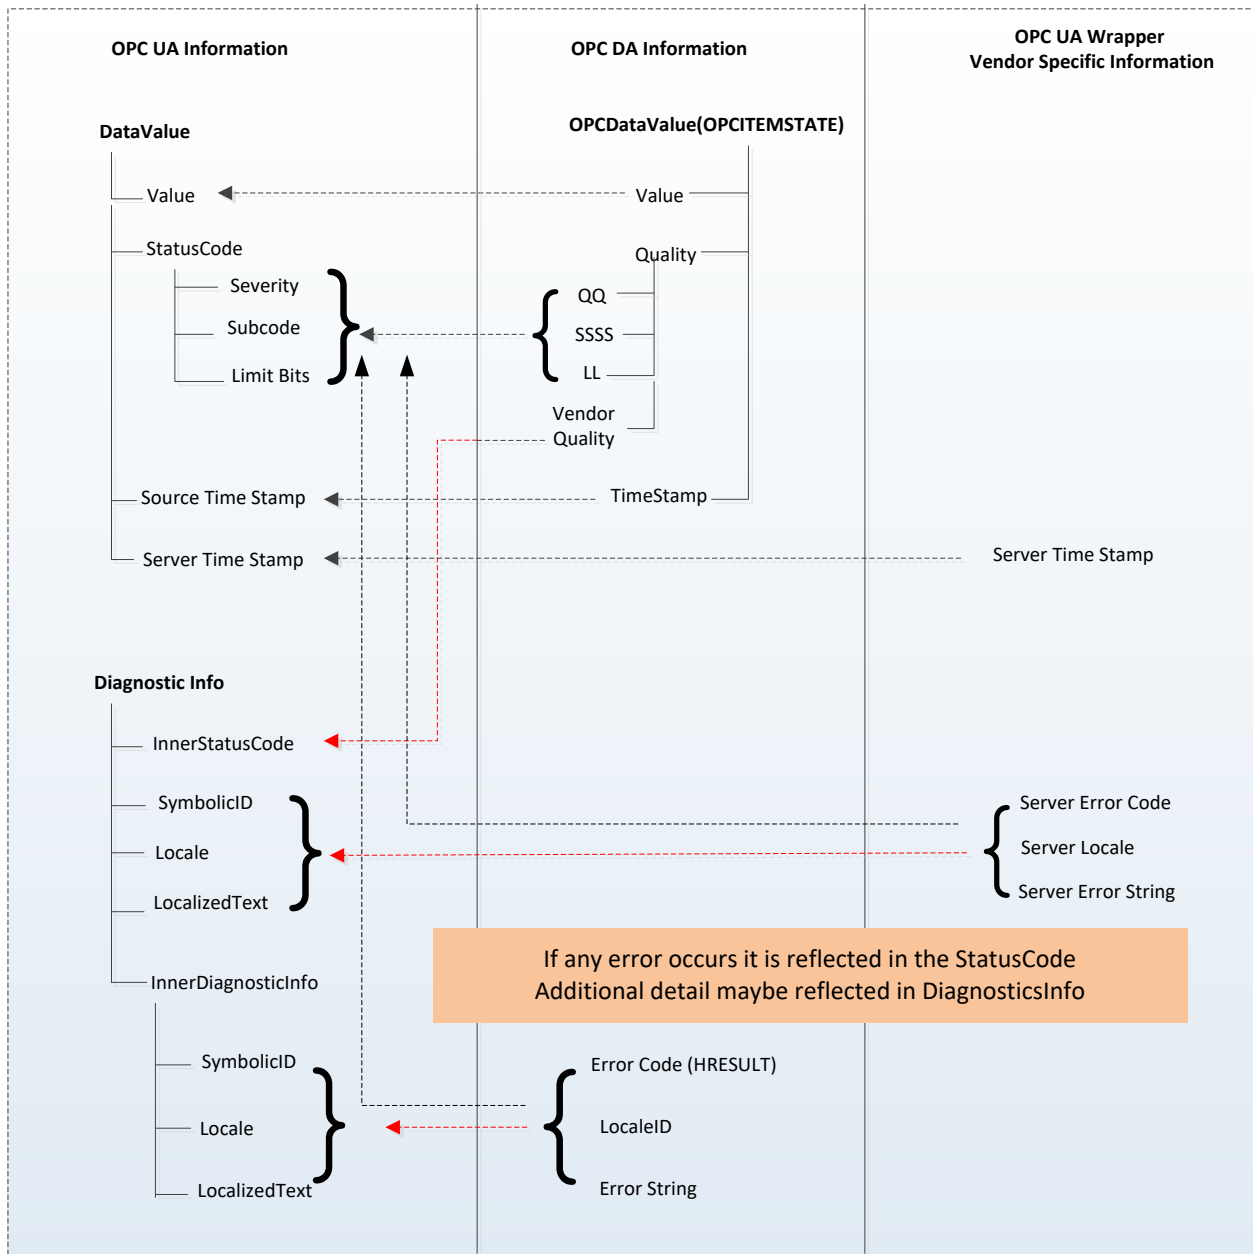 OPC UA Information
OPC DA Information
OPC UA Wrapper
Vendor Specific Information
DataValue
OPCDataValue(OPCITEMSTATE)
Value
Value
StatusCode
Quality
Severity
QQ
Subcode
SSSS
Limit Bits
LL
Vendor
Quality
Source Time Stamp
TimeStamp
Server Time Stamp
Server Time Stamp
Diagnostic Info
InnerStatusCode
SymbolicID
Server Error Code
Locale
Server Locale
LocalizedText
Server Error String
If any error occurs it is reflected in the StatusCode
Additional detail maybe reflected in DiagnosticsInfo
InnerDiagnosticInfo
SymbolicID
Error Code (HRESULT)
Locale
LocaleID
LocalizedText
Error String